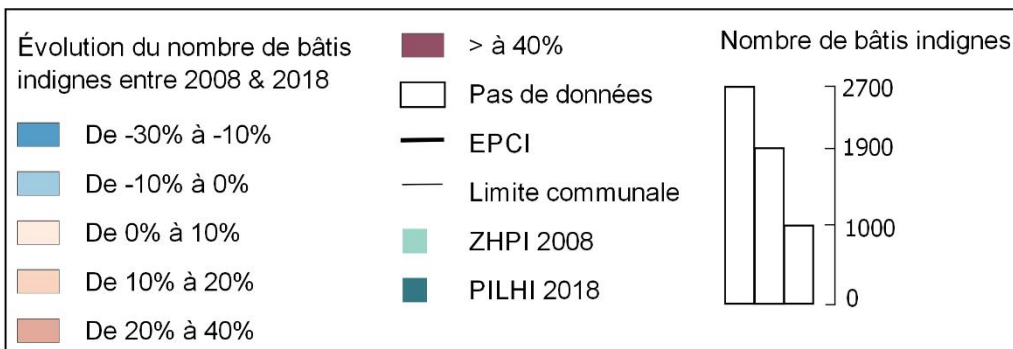 Évolution du nombre de bâtis
indignes entre 2008 & 2018
De -30% à -10%
De -10% à 0%
De 0% à 10%
De 10% à 20%
De 20% à 40%
> à 40%
Pas de données
EPCI
Limite communale
ZHPI 2008
PILHI 2018
Nombre de bâtis indignes
2700
1900
1000
0